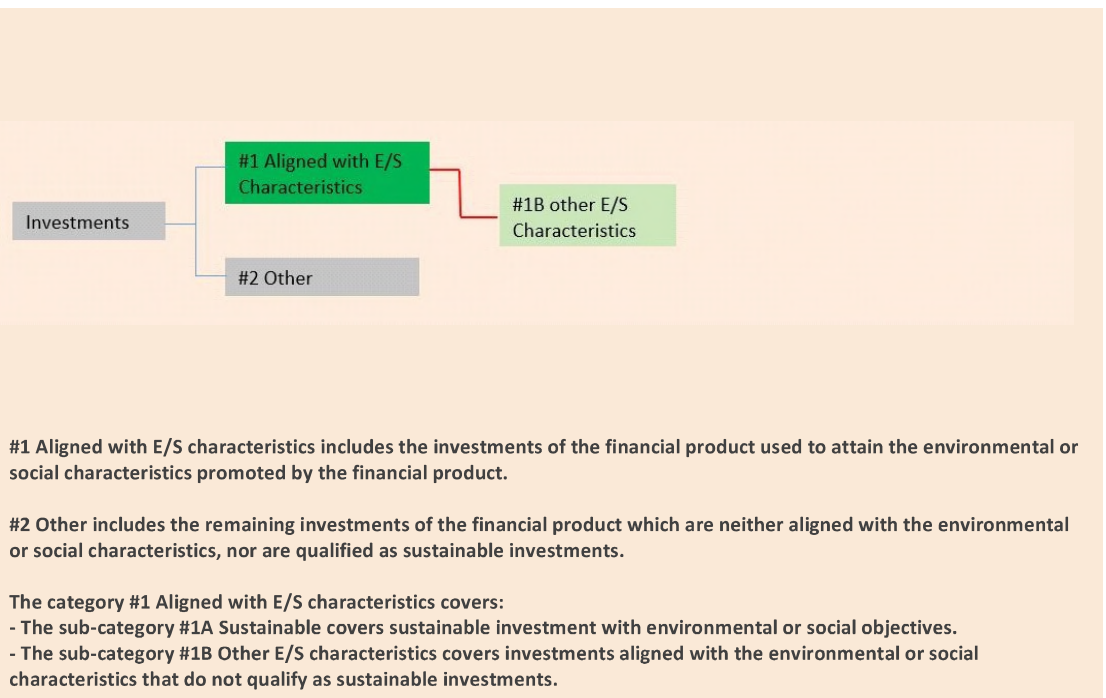 #1 Aligned with E/S
Characteristics
#1B other E/S
Characteristics
Investments
#2 Other
#1 Aligned with E/S characteristics includes the investments of the financial product used to attain the environmental or
social characteristics promoted by the financial product.
#2 Other includes the remaining investments of the financial product which are neither aligned with the environmental
or social characteristics, nor are qualified as sustainable investments.
The category #1 Aligned with E/S characteristics covers:
- The sub-category #1A Sustainable covers sustainable investment with environmental or social objectives.
- The sub-category #1B Other E/S characteristics covers investments aligned with the environmental or social
characteristics that do not qualify as sustainable investments.